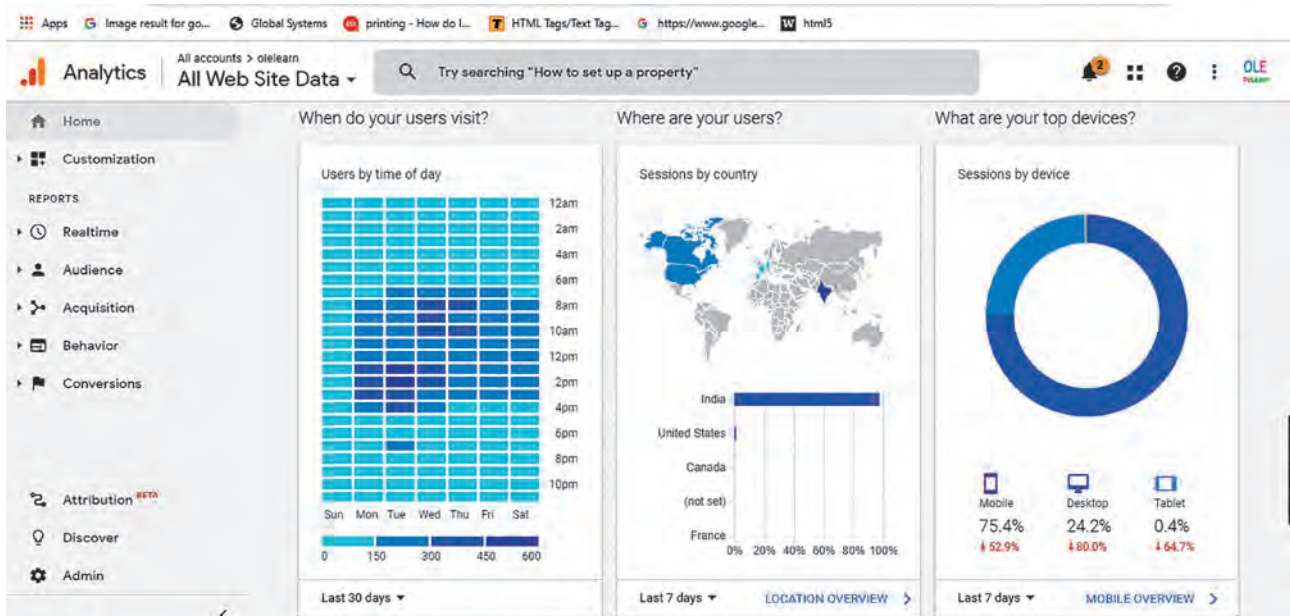 Apps Image result for go... Global Systems printing - How do I... HTML Tags/Text Tag... https://www.google... html5
Analytics
All accounts > olelearn
All Web Site Data
Try searching "How to set up a property"
2
OLE
Home
Customization
REPORTS
Realtime
Audience
Acquisition
Behavior
Conversions
Attribution BETA
Discover
Admin
When do your users visit?
Users by time of day
12am
2am
4am
6am
8am
10am
12pm
2pm
4pm
6pm
8pm
10pm
Sun Mon Tue Wed Thu Fri Sat
0 150 300 450 600
Last 30 days
Where are your users?
Sessions by country
India
United States
Canada
(not set)
France
0% 20% 40% 60% 80% 100%
Last 7 days LOCATION OVERVIEW
What are your top devices?
Sessions by device
Mobile Desktop Tablet
75.4% 24.2% 0.4%
52.9% 80.0% 64.7%
Last 7 days MOBILE OVERVIEW